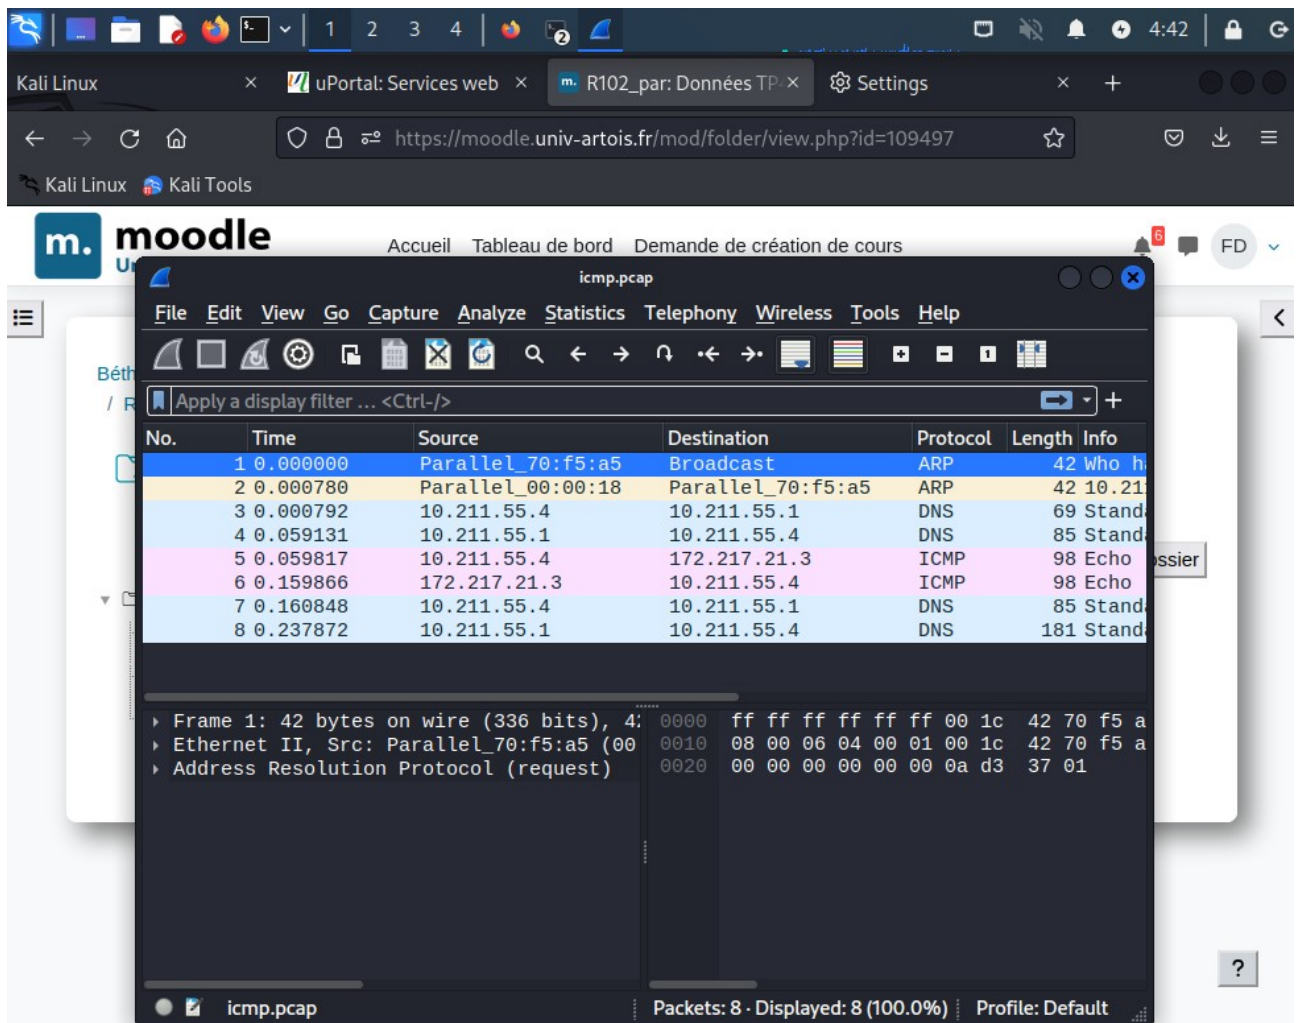 1 2 3 4 2 4:42
Kali Linux × uPortal: Services web × m. R102_par: Données TP × Settings × +
https://moodle.univ-artois.fr/mod/folder/view.php?id=109497
Kali Linux Kali Tools
m. moodle Accueil Tableau de bord Demande de création de cours 6 FD
icmp.pcap
File Edit View Go Capture Analyze Statistics Telephony Wireless Tools Help
Béth
/ R Apply a display filter … <Ctrl-/> +
No. Time Source Destination Protocol Length Info
1 0.000000 Parallel_70:f5:a5 Broadcast ARP 42 Who h
2 0.000780 Parallel_00:00:18 Parallel_70:f5:a5 ARP 42 10.21
3 0.000792 10.211.55.4 10.211.55.1 DNS 69 Stand
4 0.059131 10.211.55.1 10.211.55.4 DNS 85 Stand
5 0.059817 10.211.55.4 172.217.21.3 ICMP 98 Echo
6 0.159866 172.217.21.3 10.211.55.4 ICMP 98 Echo
7 0.160848 10.211.55.4 10.211.55.1 DNS 85 Stand
8 0.237872 10.211.55.1 10.211.55.4 DNS 181 Stand
ossier
Frame 1: 42 bytes on wire (336 bits), 42 0000 ff ff ff ff ff ff 00 1c 42 70 f5 a
Ethernet II, Src: Parallel_70:f5:a5 (00 0010 08 00 06 04 00 01 00 1c 42 70 f5 a
Address Resolution Protocol (request) 0020 00 00 00 00 00 00 0a d3 37 01
?
icmp.pcap Packets: 8 · Displayed: 8 (100.0%) Profile: Default